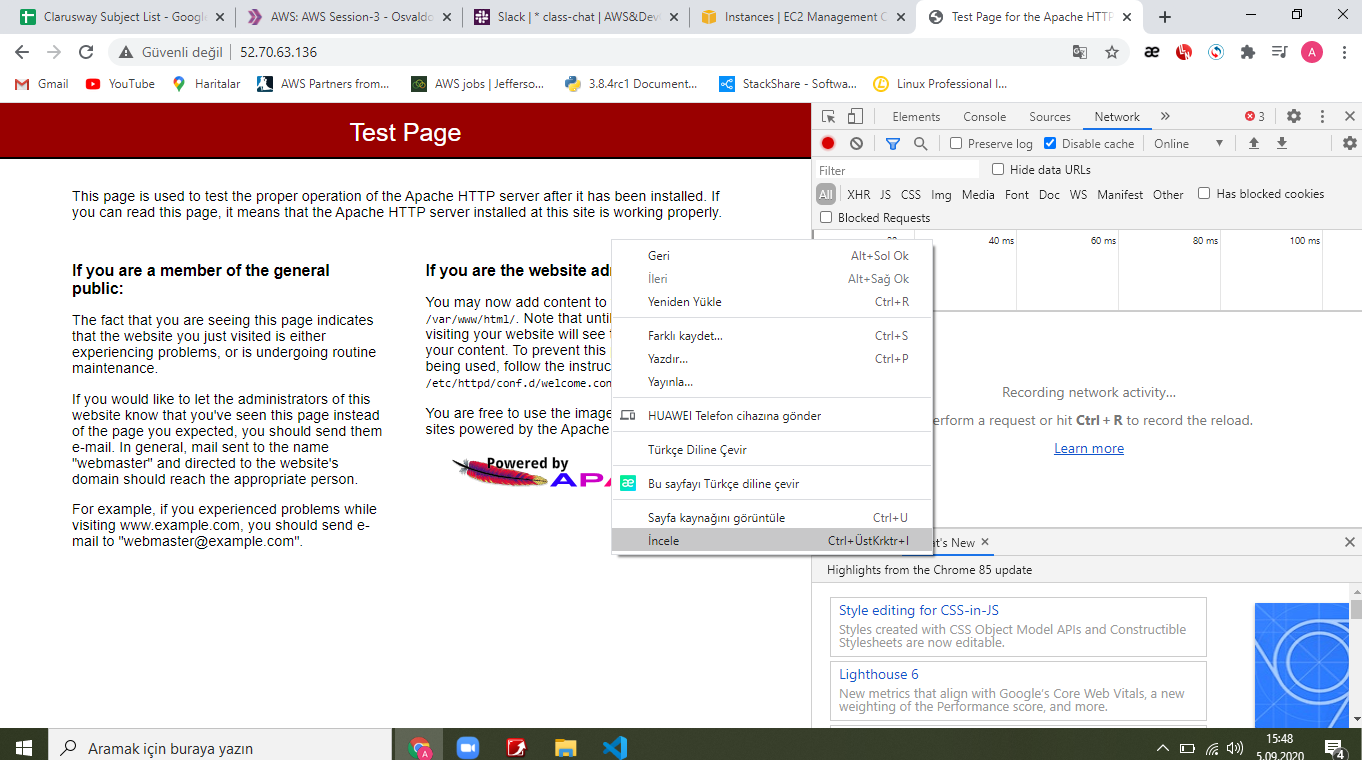 Clarusway Subject List - Google
AWS: AWS Session-3 - Osvaldo
Slack | * class-chat | AWS&Dev
Instances | EC2 Management C
Test Page for the Apache HTTP
Güvenli değil
52.70.63.136
æ
A
Gmail
YouTube
Haritalar
AWS Partners from...
AWS jobs | Jefferso...
3.8.4rc1 Document...
StackShare - Softwa...
Linux Professional I...
Test Page
This page is used to test the proper operation of the Apache HTTP server after it has been installed. If
you can read this page, it means that the Apache HTTP server installed at this site is working properly.
If you are a member of the general
public:
The fact that you are seeing this page indicates
that the website you just visited is either
experiencing problems, or is undergoing routine
maintenance.
If you would like to let the administrators of this
website know that you've seen this page instead
of the page you expected, you should send them
e-mail. In general, mail sent to the name
"webmaster" and directed to the website's
domain should reach the appropriate person.
For example, if you experienced problems while
visiting www.example.com, you should send e-
mail to "webmaster@example.com".
If you are the website ad
You may now add content to
/var/www/html/. Note that until
visiting your website will see t
your content. To prevent this
being used, follow the instruc
/etc/httpd/conf.d/welcome.con
You are free to use the image
sites powered by the Apache
Powered by
APA
Geri Alt+Sol Ok
İleri Alt+Sağ Ok
Yeniden Yükle Ctrl+R
Farklı kaydet... Ctrl+S
Yazdır... Ctrl+P
Yayınla...
HUAWEI Telefon cihazına gönder
Türkçe Diline Çevir
æ Bu sayfayı Türkçe diline çevir
Sayfa kaynağını görüntüle Ctrl+U
İncele Ctrl+ÜstKrktr+I
Elements Console Sources Network » 3
Preserve log Disable cache Online
Filter Hide data URLs
All XHR JS CSS Img Media Font Doc WS Manifest Other Has blocked cookies
Blocked Requests
40 ms 60 ms 80 ms 100 ms
Recording network activity...
erform a request or hit Ctrl + R to record the reload.
Learn more
t's New
Highlights from the Chrome 85 update
Style editing for CSS-in-JS
Styles created with CSS Object Model APIs and Constructible
Stylesheets are now editable.
Lighthouse 6
New metrics that align with Google's Core Web Vitals, a new
weighting of the Performance score, and more.
Aramak için buraya yazın
A
15:48
5.09.2020
4